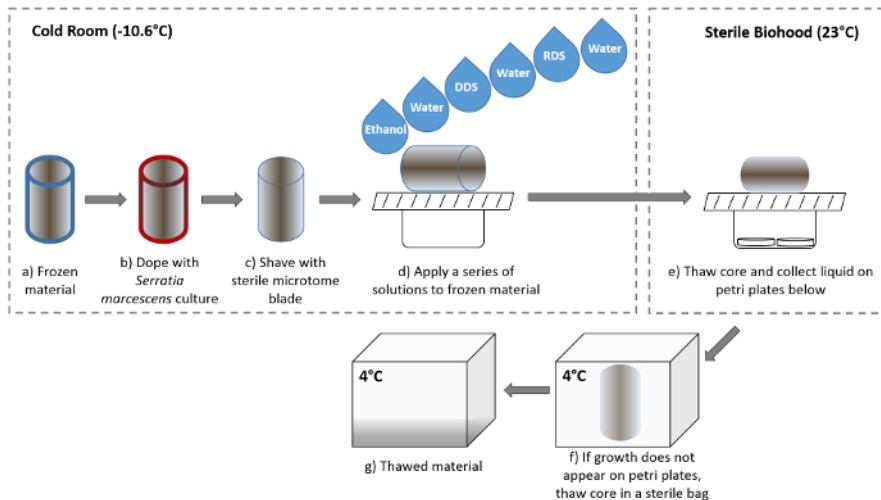 Cold Room (-10.6°C)
Sterile Biohood (23°C)
Ethanol
Water
DDS
Water
RDS
Water
a) Frozen
material
b) Dope with
Serratia
marcescens culture
c) Shave with
sterile microtome
blade
d) Apply a series of
solutions to frozen material
e) Thaw core and collect liquid on
petri plates below
4°C
4°C
g) Thawed material
f) If growth does not
appear on petri plates,
thaw core in a sterile bag